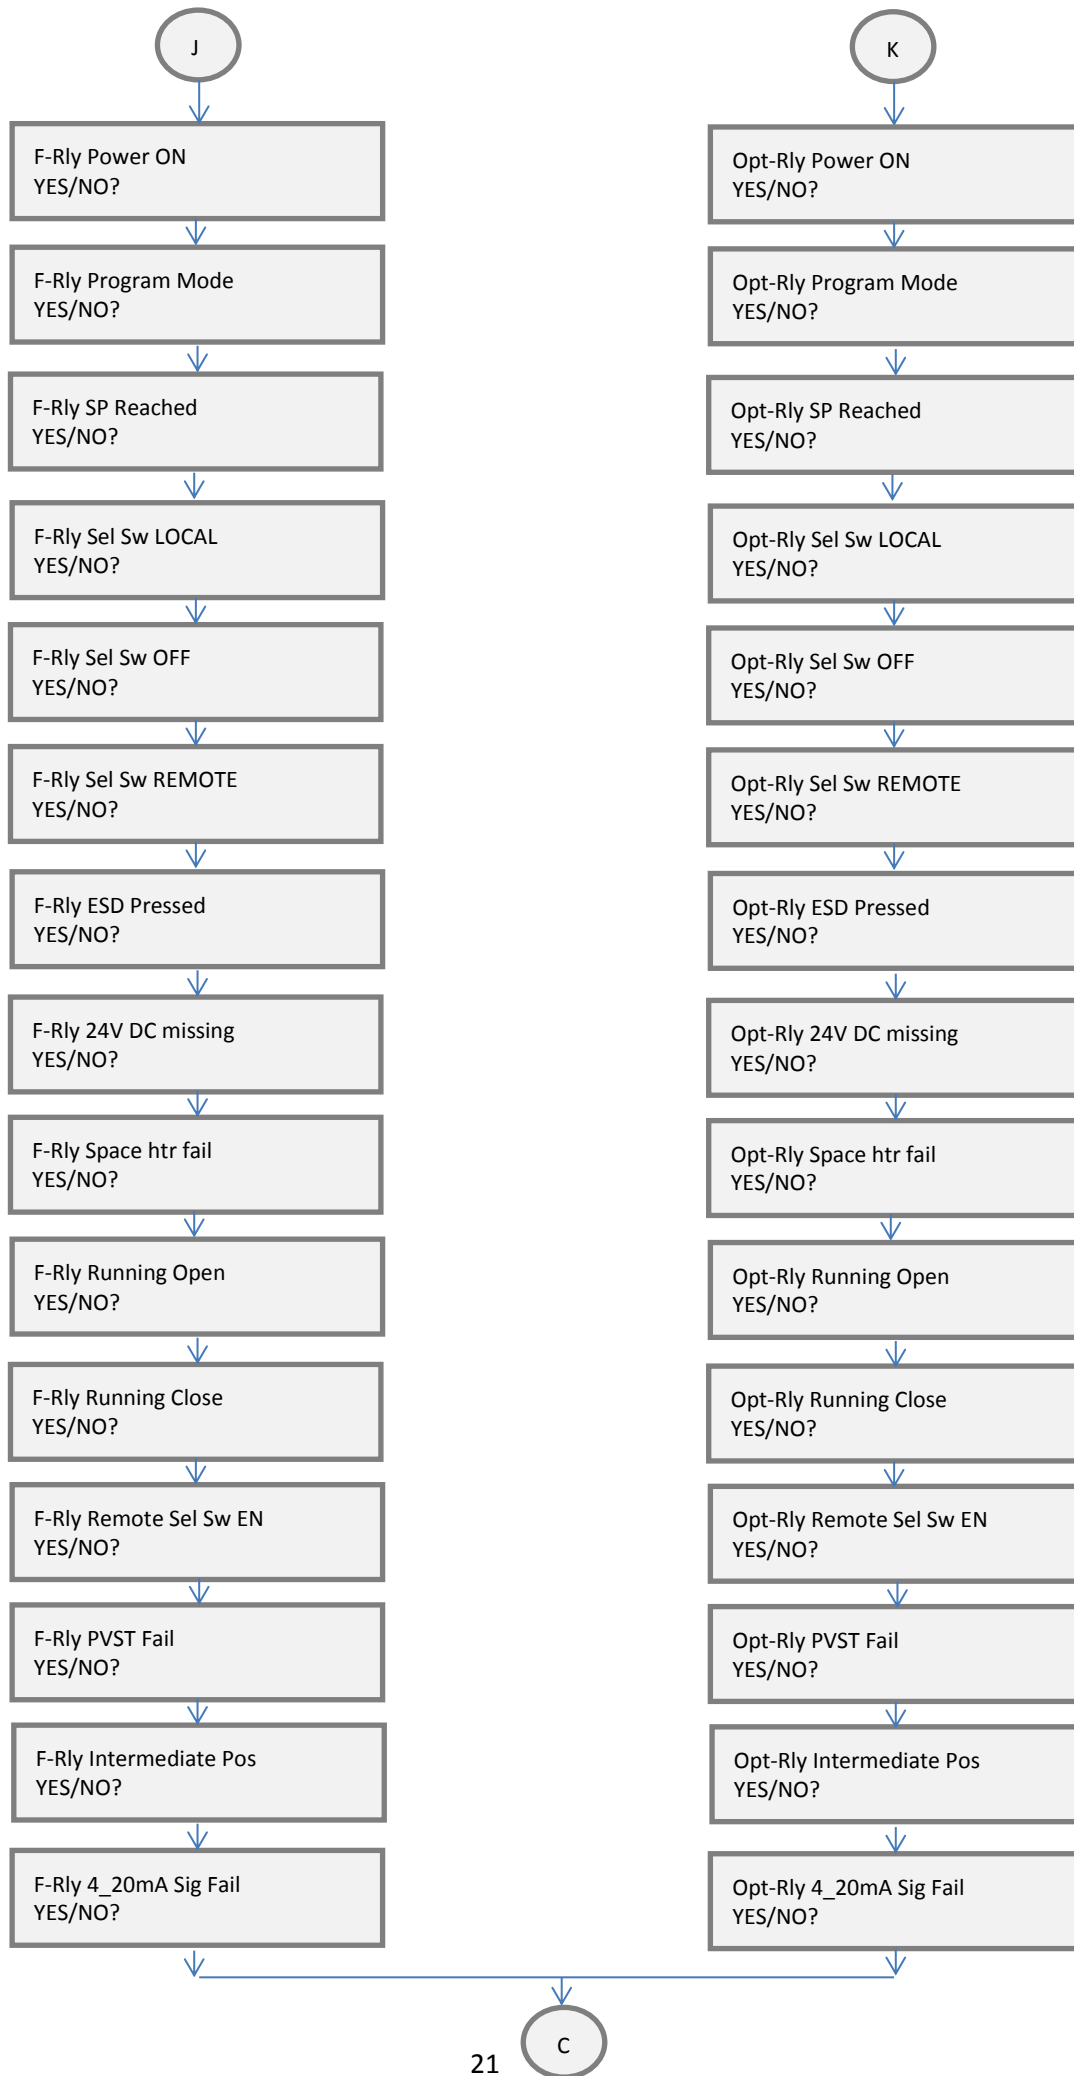 J
F-Rly Power ON
YES/NO?
F-Rly Program Mode
YES/NO?
F-Rly SP Reached
YES/NO?
F-Rly Sel Sw LOCAL
YES/NO?
F-Rly Sel Sw OFF
YES/NO?
F-Rly Sel Sw REMOTE
YES/NO?
F-Rly ESD Pressed
YES/NO?
F-Rly 24V DC missing
YES/NO?
F-Rly Space htr fail
YES/NO?
F-Rly Running Open
YES/NO?
F-Rly Running Close
YES/NO?
F-Rly Remote Sel Sw EN
YES/NO?
F-Rly PVST Fail
YES/NO?
F-Rly Intermediate Pos
YES/NO?
F-Rly 4_20mA Sig Fail
YES/NO?
K
Opt-Rly Power ON
YES/NO?
Opt-Rly Program Mode
YES/NO?
Opt-Rly SP Reached
YES/NO?
Opt-Rly Sel Sw LOCAL
YES/NO?
Opt-Rly Sel Sw OFF
YES/NO?
Opt-Rly Sel Sw REMOTE
YES/NO?
Opt-Rly ESD Pressed
YES/NO?
Opt-Rly 24V DC missing
YES/NO?
Opt-Rly Space htr fail
YES/NO?
Opt-Rly Running Open
YES/NO?
Opt-Rly Running Close
YES/NO?
Opt-Rly Remote Sel Sw EN
YES/NO?
Opt-Rly PVST Fail
YES/NO?
Opt-Rly Intermediate Pos
YES/NO?
Opt-Rly 4_20mA Sig Fail
YES/NO?
C
21